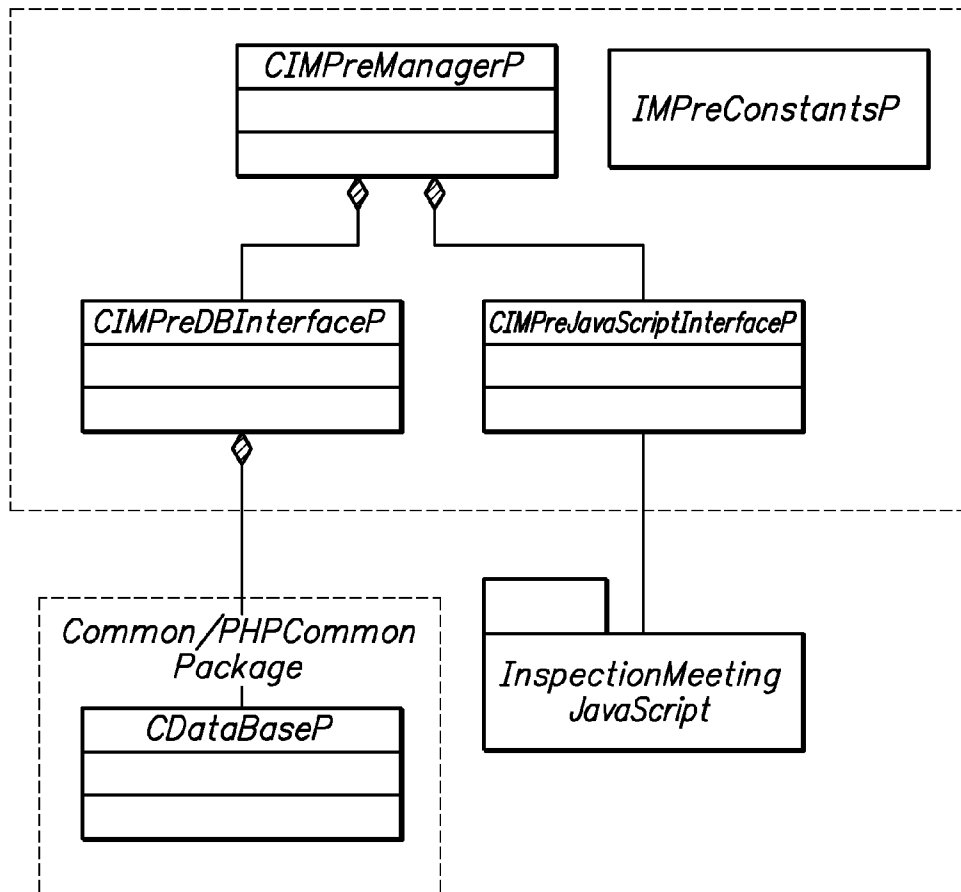 CIMPreManagerP
IMPreConstantsP
CIMPreDBInterfaceP
CIMPreJavaScriptInterfaceP
Common/PHPCommon
Package
CDataBaseP
InspectionMeeting
JavaScript